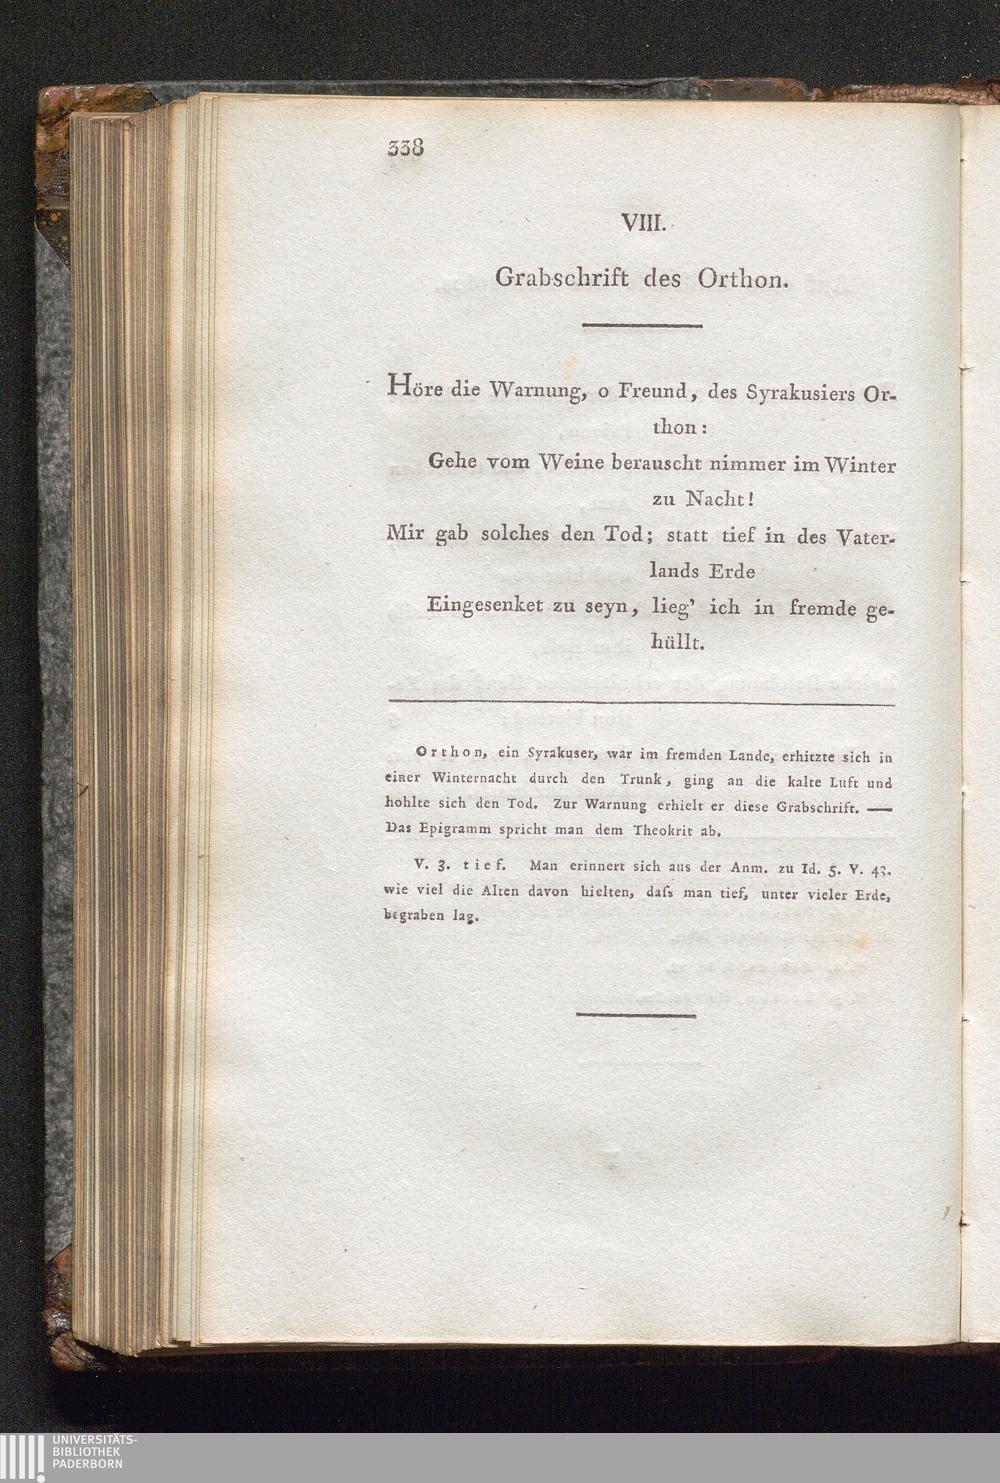 338
VIII.
Grabschrift des Orthon.
Höre die Warnung, o Freund, des Syrakusiers Or-
thon:
Gehe vom Weine berauscht nimmer im Winter
zu Nacht!
Mir gab solches den Tod; statt tief in des Vater-
lands Erde
Eingesenket zu seyn, lieg’ ich in fremde ge-
hüllt.
Orthon, ein Syrakuser, war im fremden Lande, erhitzte sich in
einer Winternacht durch den Trunk, ging an die kalte Luft und
hohlte sich den Tod. Zur Warnung erhielt er diese Grabschrift. —
Das Epigramm spricht man dem Theokrit ab.
V. 3. tief. Man erinnert sich aus der Anm. zu Id. 5. V. 43.
wie viel die Alten davon hielten, daſs man tief, unter vieler Erde,
begraben lag.
UNIVERSITÄTS-
BIBLIOTHEK
PADERBORN